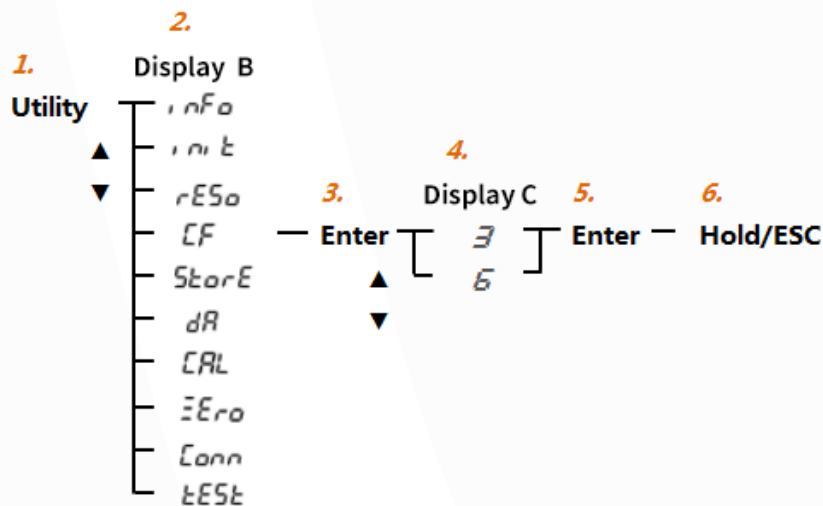 2.
1.
Display B
Utility
inFo
▲ init
▼ rESo
3.
4.
Display C
5.
6.
CF Enter 3 Enter Hold/ESC
StorE ▲ 6
dA ▼
CAL
ZEro
Conn
tESt